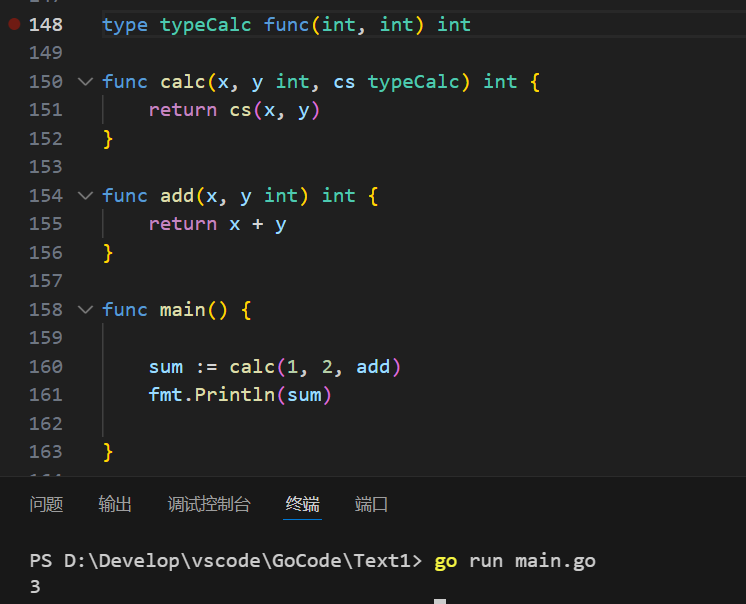 148 type typeCalc func(int, int) int
149
150 func calc(x, y int, cs typeCalc) int {
151     return cs(x, y)
152 }
153
154 func add(x, y int) int {
155     return x + y
156 }
157
158 func main() {
159
160     sum := calc(1, 2, add)
161     fmt.Println(sum)
162
163 }
问题 输出 调试控制台 终端 端口
PS D:\Develop\vscode\GoCode\Text1> go run main.go
3